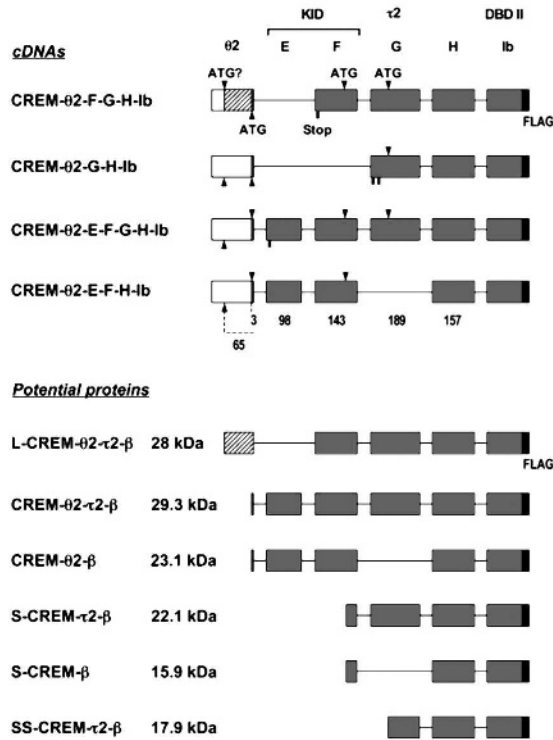 KID τ2 DBD II
cDNAs θ2 E F G H Ib
ATG? ATG ATG
CREM-θ2-F-G-H-Ib
ATG Stop FLAG
CREM-θ2-G-H-Ib
CREM-θ2-E-F-G-H-Ib
CREM-θ2-E-F-H-Ib
3 98 143 189 157
65
Potential proteins
L-CREM-θ2-τ2-β 28 kDa
FLAG
CREM-θ2-τ2-β 29.3 kDa
CREM-θ2-β 23.1 kDa
S-CREM-τ2-β 22.1 kDa
S-CREM-β 15.9 kDa
SS-CREM-τ2-β 17.9 kDa